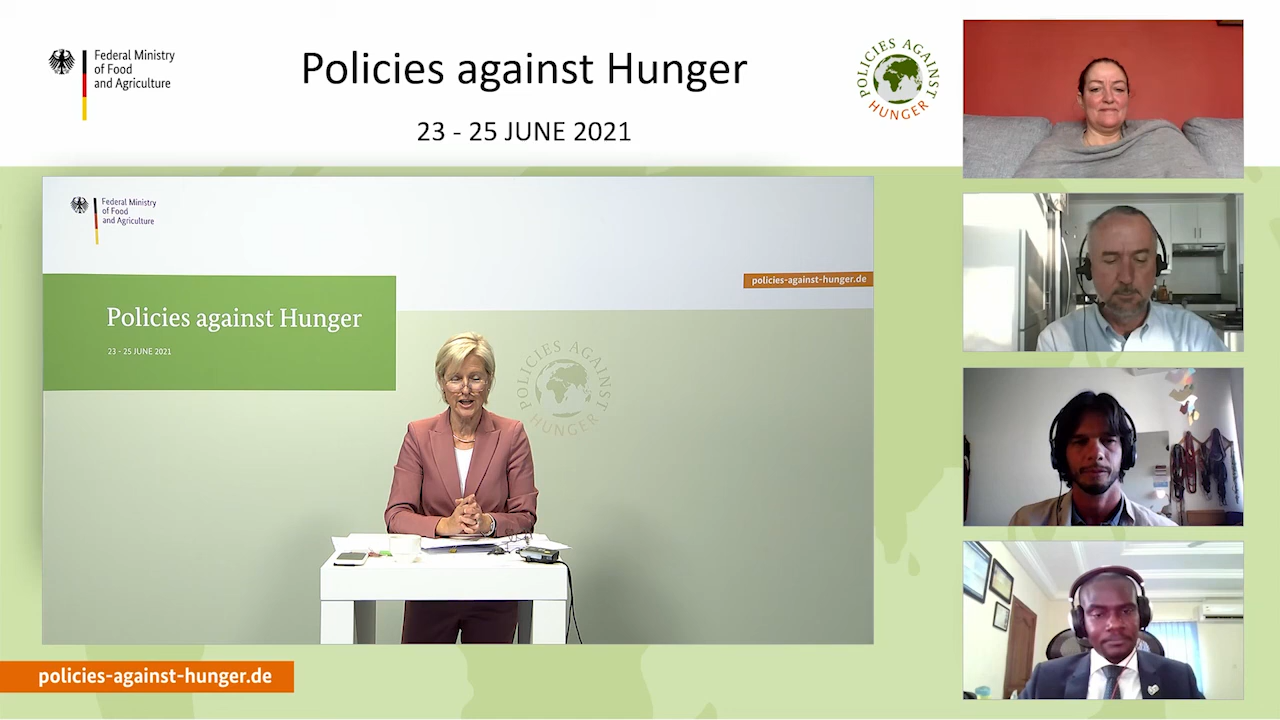 Federal Ministry
of Food
and Agriculture
Policies against Hunger
23 - 25 JUNE 2021
POLICIES AGAINST
HUNGER
Federal Ministry
of Food
and Agriculture
policies-against-hunger.de
Policies against Hunger
23 - 25 JUNE 2021
POLICIES AGAINST
HUNGER
policies-against-hunger.de